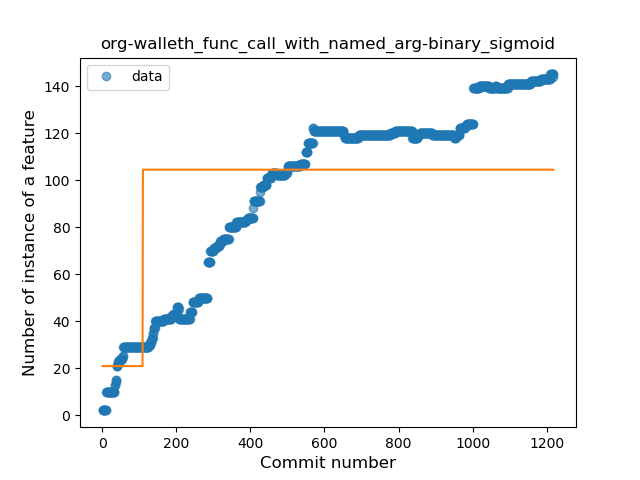 org-walleth_func_call_with_named_arg-binary_sigmoid
data
Number of instance of a feature
140
120
100
80
60
40
20
0
0 200 400 600 800 1000 1200
Commit number